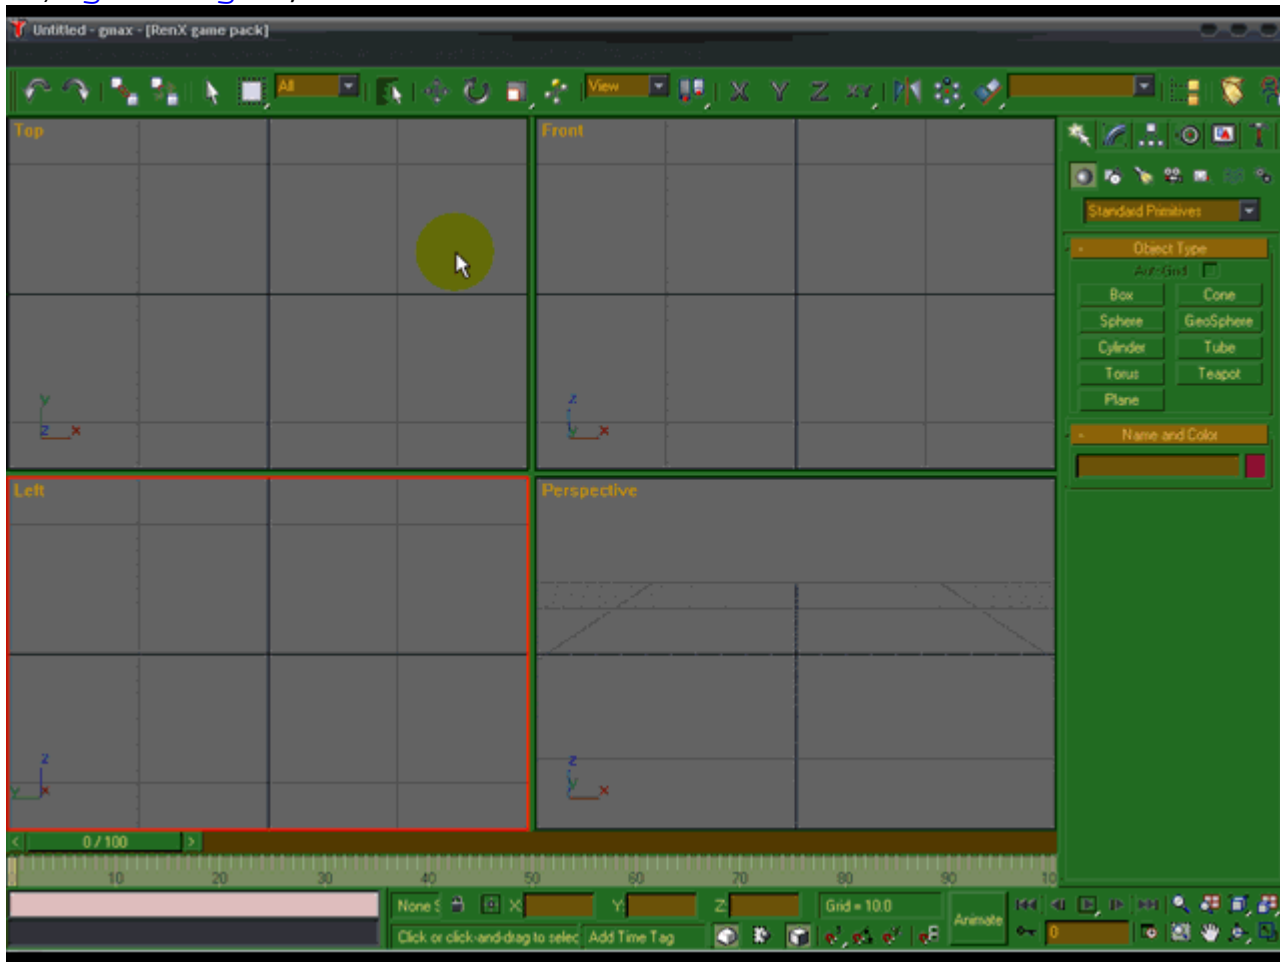 Untitled - gmax - [RenX game pack]
All
View
X Y Z XY
Top
Front
Standard Primitives
- Object Type
AutoGrid
Box Cone
Sphere GeoSphere
Cylinder Tube
Torus Teapot
Plane
- Name and Color
y
z x
z
y x
Left
Perspective
z
y x
z
y x
< 0 / 100 >
10 20 30 40 50 60 70 80 90 10
None S X: Y: Z: Grid = 10.0
Animate
Click or click-and-drag to selec Add Time Tag
0